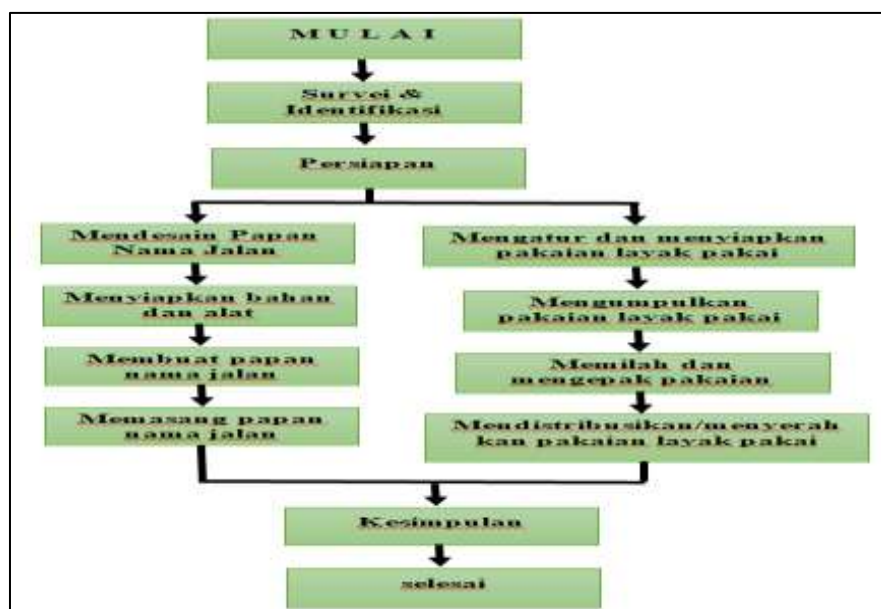 M U L A I
Survei &
Identifikasi
Persiapan
Mendesain Papan
Nama Jalan
Menyiapkan bahan
dan alat
Membuat papan
nama jalan
Memasang papan
nama jalan
Mengatur dan menyiapkan
pakaian layak pakai
Mengumpulkan
pakaian layak pakai
Memilah dan
mengepak pakaian
Mendistribusikan/menyerah
kan pakaian layak pakai
Kesimpulan
selesai